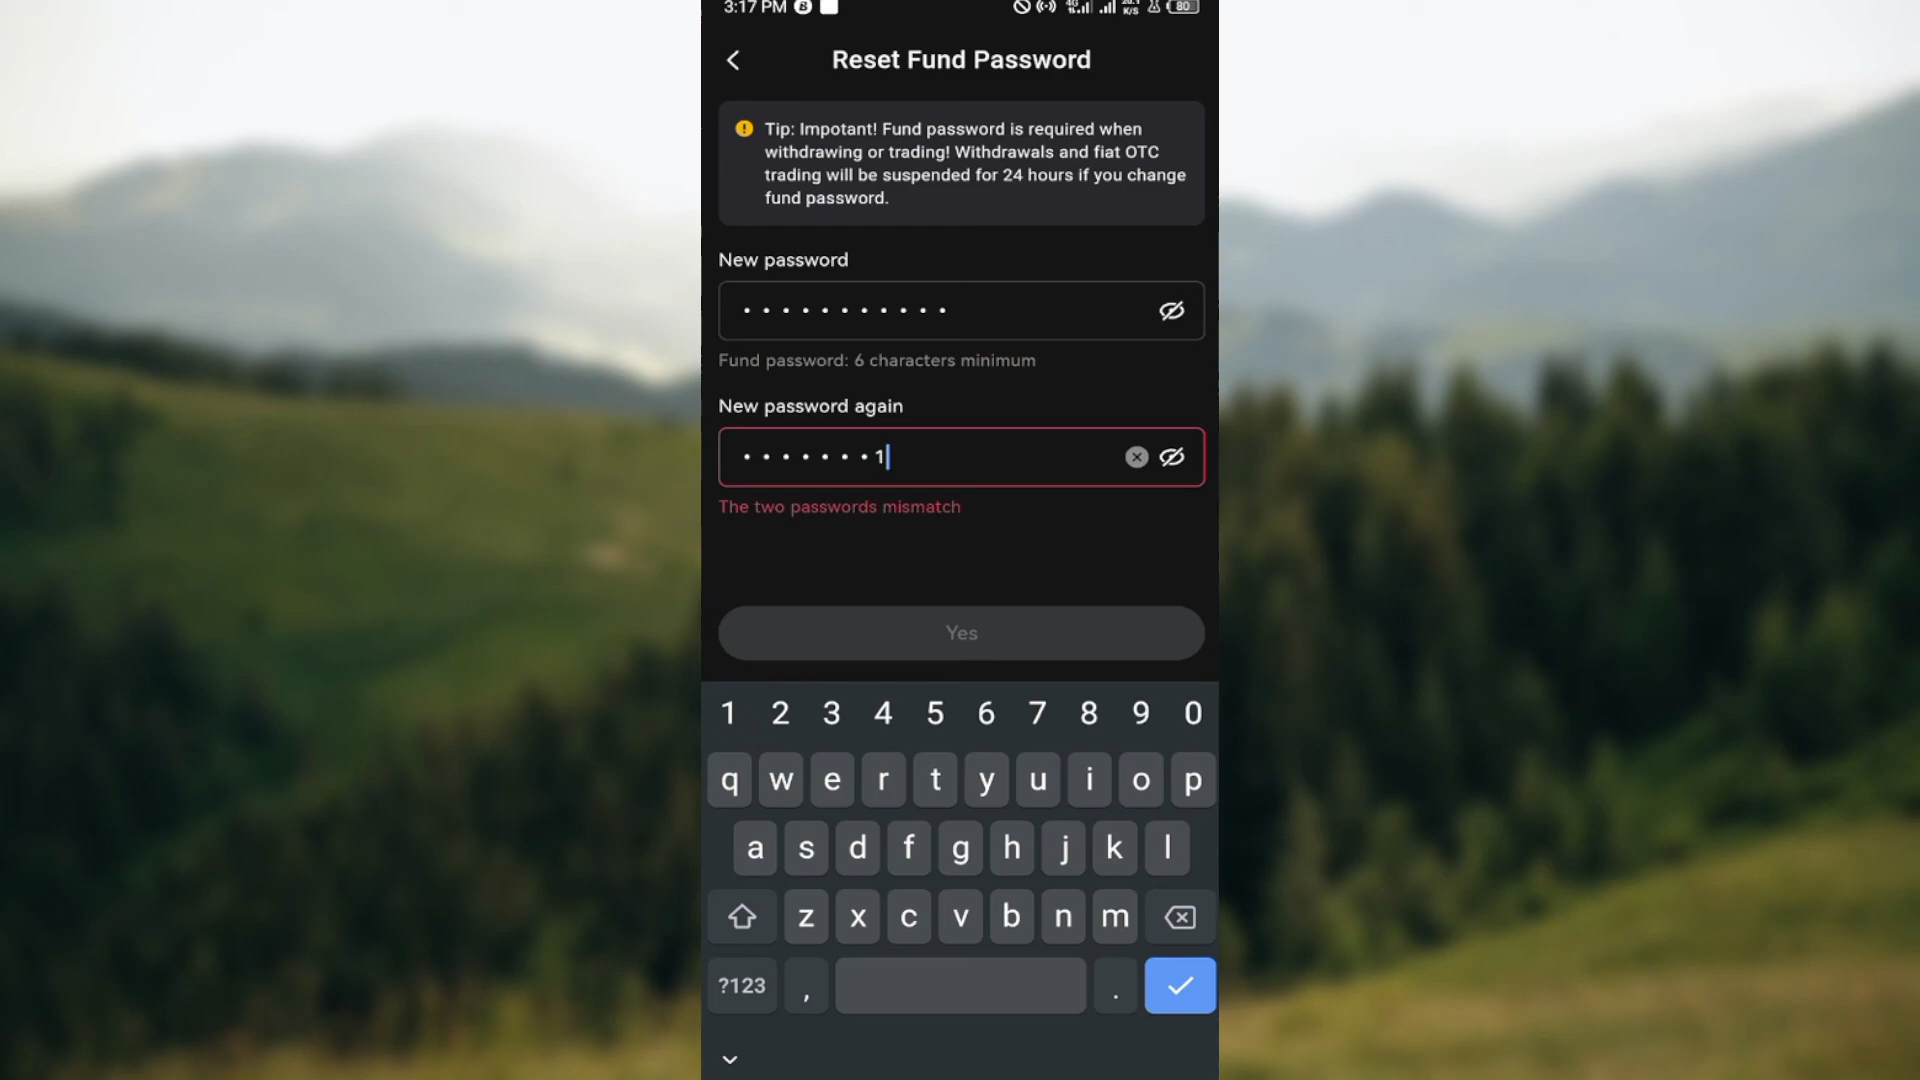 3:17 PM
4G
K/S
80
Reset Fund Password
Tip: Impotant! Fund password is required when
withdrawing or trading! Withdrawals and fiat OTC
trading will be suspended for 24 hours if you change
fund password.
New password
• • • • • • • • • • •
Fund password: 6 characters minimum
New password again
• • • • • • • 1
The two passwords mismatch
Yes
1 2 3 4 5 6 7 8 9 0
q w e r t y u i o p
a s d f g h j k l
z x c v b n m
?123 , .